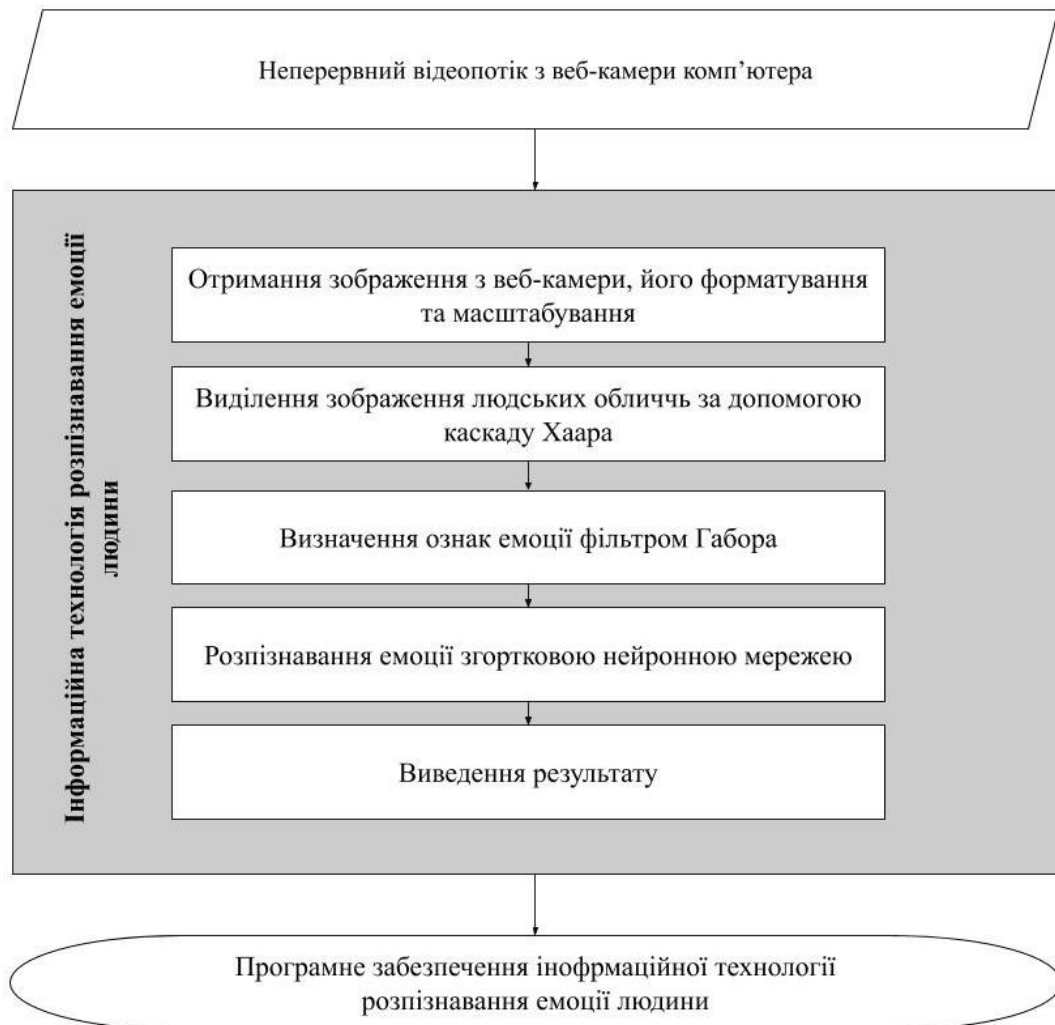 Неперервний відеопотік з веб-камери комп’ютера
Інформаційна технологія розпізнавання емоції
людини
Отримання зображення з веб-камери, його форматування
та масштабування
Виділення зображення людських обличчь за допомогою
каскаду Хаара
Визначення ознак емоції фільтром Габора
Розпізнавання емоції згортковою нейронною мережею
Виведення результату
Програмне забезпечення інофрмаційної технології
розпізнавання емоції людини